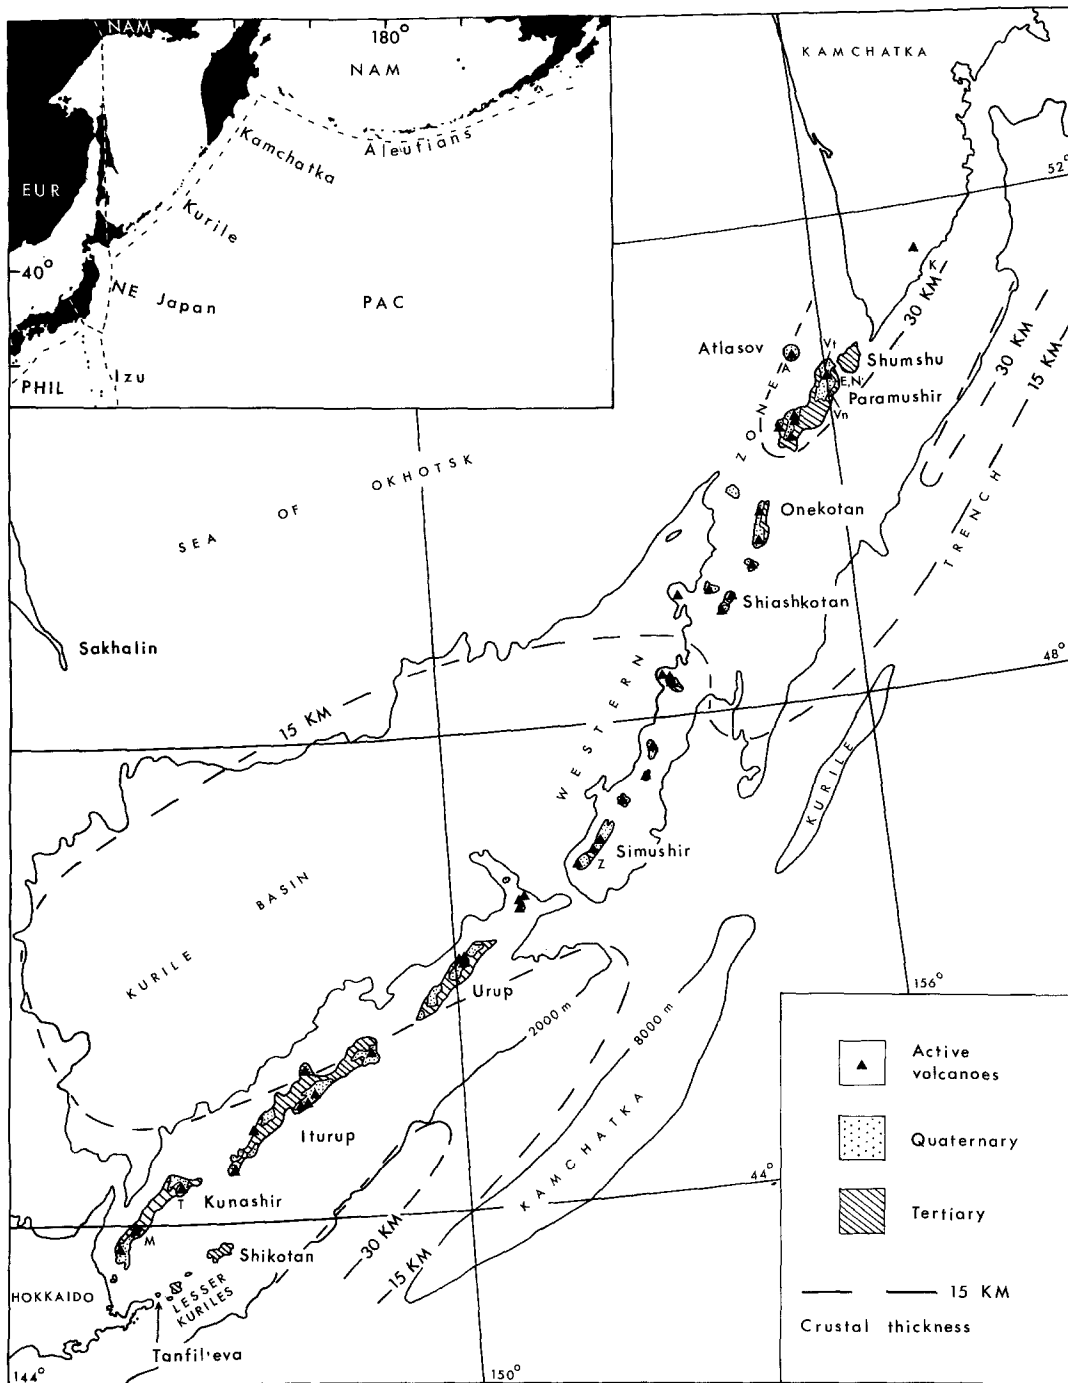 NAM
180°
NAM
Kamchatka
Aleutians
EUR
Kurile
40°
NE Japan
PAC
PHIL
Izu
KAMCHATKA
52°
K
30 KM
30 KM
15 KM
Atlasov
A
Vt
Shumshu
E,N
Paramushir
Vn
ZONE
SEA OF OKHOTSK
Onekotan
TRENCH
Sakhalin
Shiashkotan
48°
15 KM
WESTERN
KURILE
Simushir
Z
KURILE BASIN
Urup
2000 m
8000 m
156°
Iturup
KAMCHATKA
44°
Kunashir
T
M
30 KM
15 KM
Shikotan
HOKKAIDO
LESSER
KURILES
Tanfil'eva
144°
150°
Active
volcanoes
Quaternary
Tertiary
15 KM
Crustal thickness